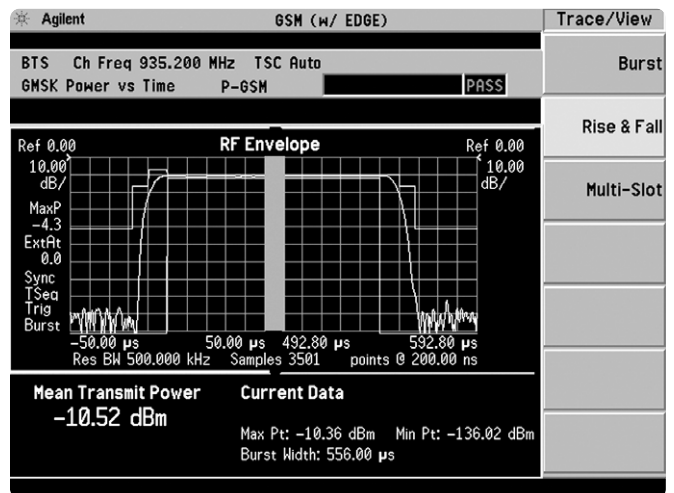 Agilent GSM (w/ EDGE) Trace/View
BTS Ch Freq 935.200 MHz TSC Auto
GMSK Power vs Time P-GSM PASS
Burst
Rise & Fall
Multi-Slot
Ref 0.00 RF Envelope Ref 0.00
10.00 10.00
dB/ dB/
MaxP
-4.3
ExtAt
0.0
Sync
TSeq
Trig
Burst
-50.00 µs 50.00 µs 492.80 µs 592.80 µs
Res BW 500.000 kHz Samples 3501 points @ 200.00 ns
Mean Transmit Power Current Data
-10.52 dBm
Max Pt: -10.36 dBm Min Pt: -136.02 dBm
Burst Width: 556.00 µs